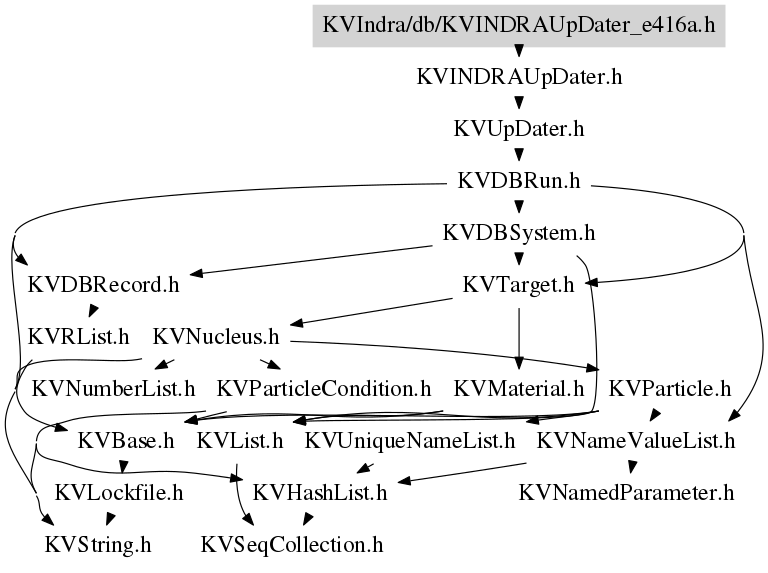 KVIndra/db/KVINDRAUpDater_e416a.h
KVINDRAUpDater.h
KVUpDater.h
KVDBRun.h
KVDBSystem.h
KVDBRecord.h
KVTarget.h
KVRList.h
KVNucleus.h
KVNumberList.h
KVParticleCondition.h
KVMaterial.h
KVParticle.h
KVBase.h
KVList.h
KVUniqueNameList.h
KVNameValueList.h
KVLockfile.h
KVHashList.h
KVNamedParameter.h
KVString.h
KVSeqCollection.h